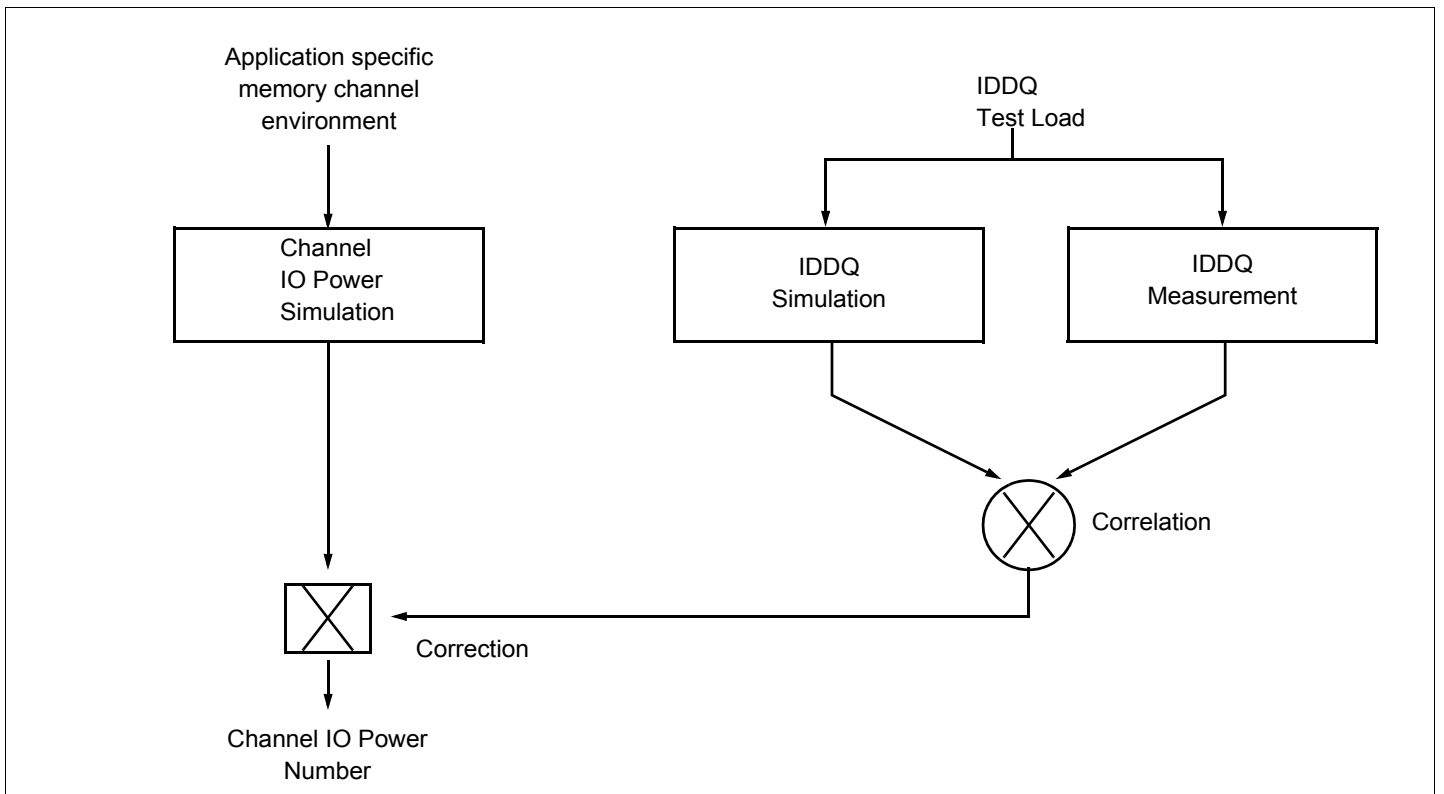 Application specific
memory channel
environment
IDDQ
Test Load
Channel
IO Power
Simulation
IDDQ
Simulation
IDDQ
Measurement
Correlation
Correction
Channel IO Power
Number